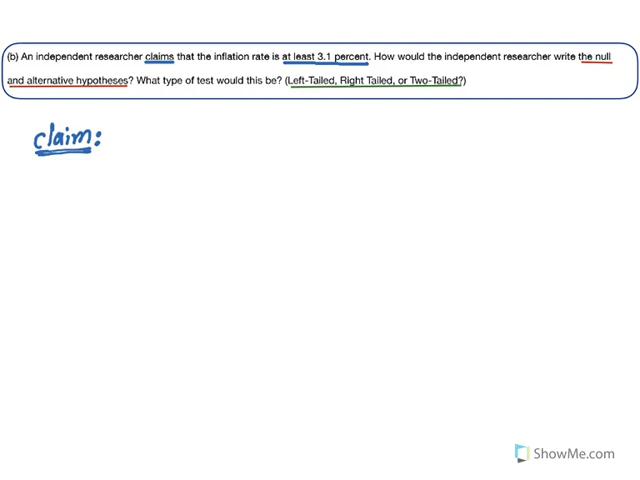 (b) An independent researcher claims that the inflation rate is at least 3.1 percent. How would the independent researcher write the null
and alternative hypotheses? What type of test would this be? (Left-Tailed, Right Tailed, or Two-Tailed?)
claim:
ShowMe.com